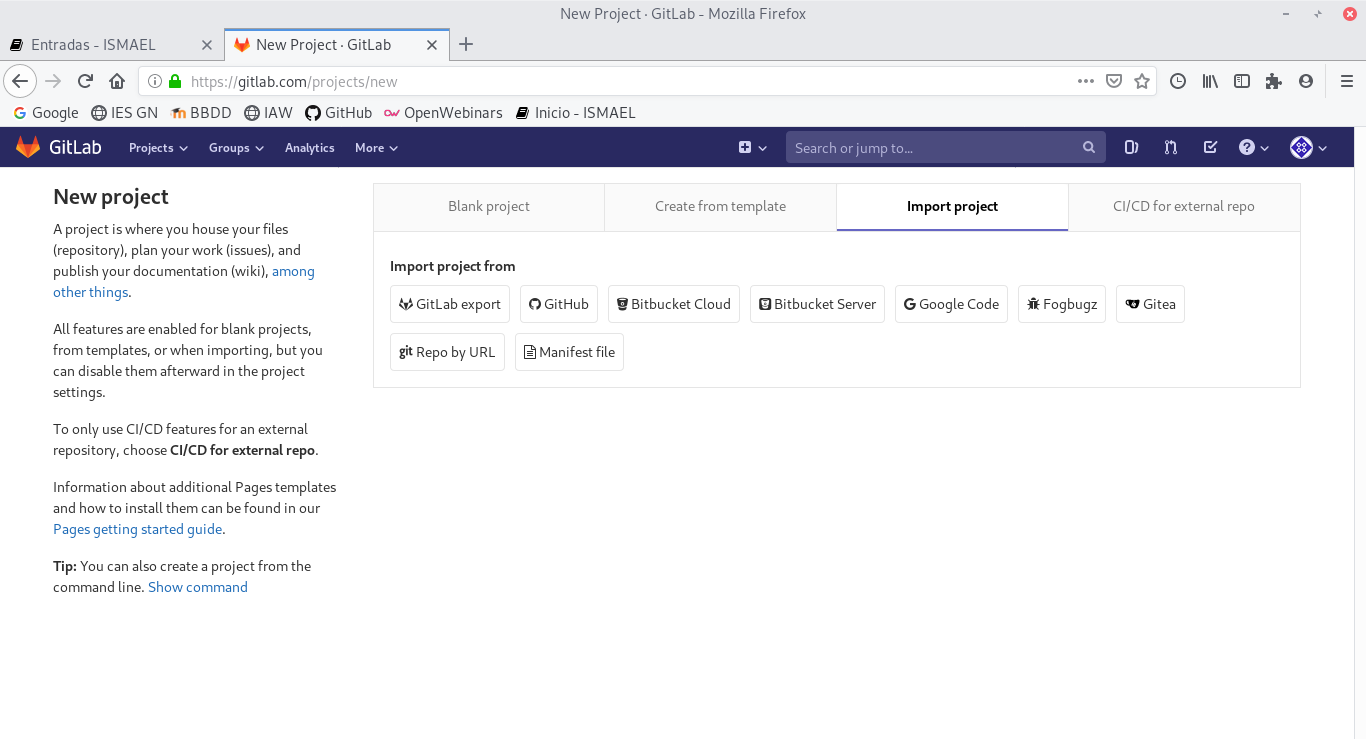 New Project · GitLab - Mozilla Firefox
Entradas - ISMAEL
New Project · GitLab
https://gitlab.com/projects/new
Google IES GN BBDD IAW GitHub OpenWebinars Inicio - ISMAEL
GitLab Projects Groups Analytics More Search or jump to...
New project
A project is where you house your files
(repository), plan your work (issues), and
publish your documentation (wiki), among
other things.
All features are enabled for blank projects,
from templates, or when importing, but you
can disable them afterward in the project
settings.
To only use CI/CD features for an external
repository, choose CI/CD for external repo.
Information about additional Pages templates
and how to install them can be found in our
Pages getting started guide.
Tip: You can also create a project from the
command line. Show command
Blank project Create from template Import project CI/CD for external repo
Import project from
GitLab export GitHub Bitbucket Cloud Bitbucket Server Google Code Fogbugz Gitea
git Repo by URL Manifest file